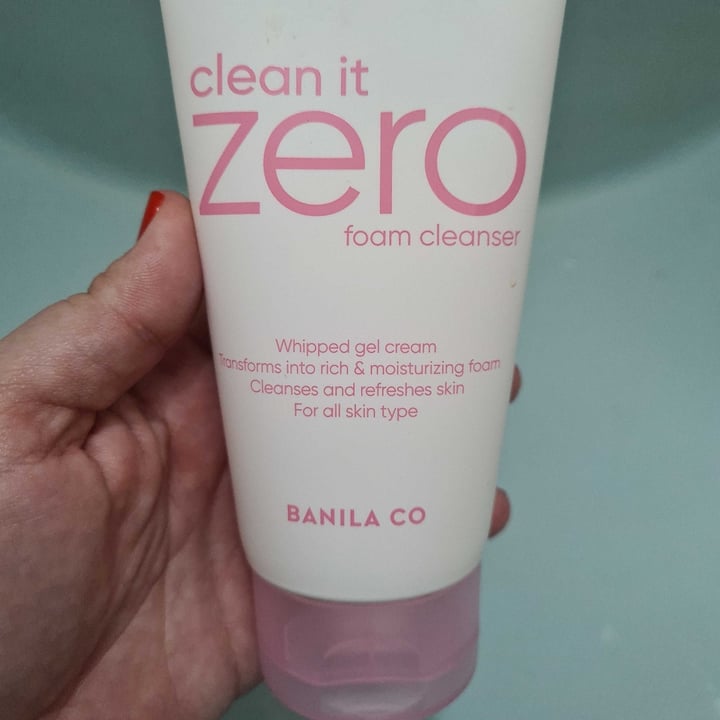 clean it
zero
foam cleanser
Whipped gel cream
Transforms into rich & moisturizing foam
Cleanses and refreshes skin
For all skin type
BANILA CO